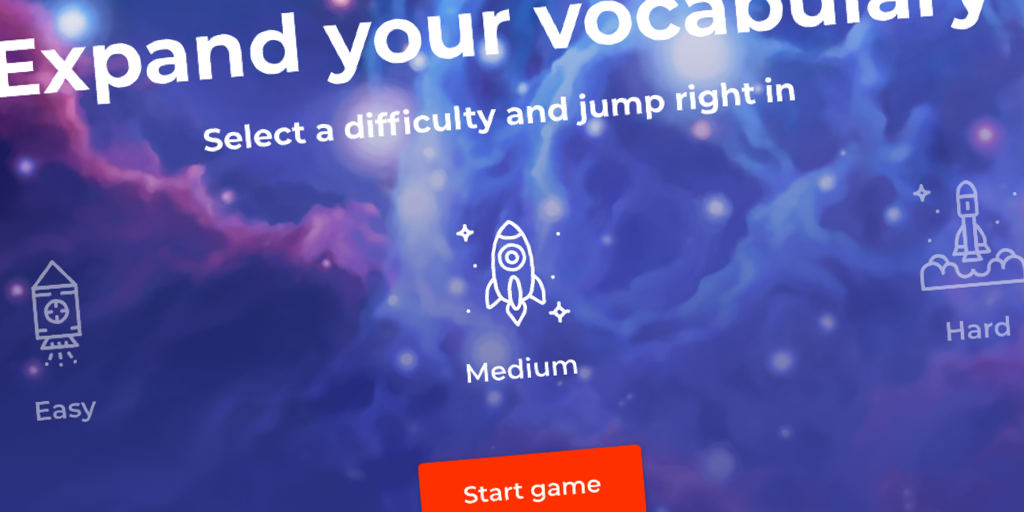 Expand your vocabulary
Select a difficulty and jump right in
Easy
Medium
Hard
Start game